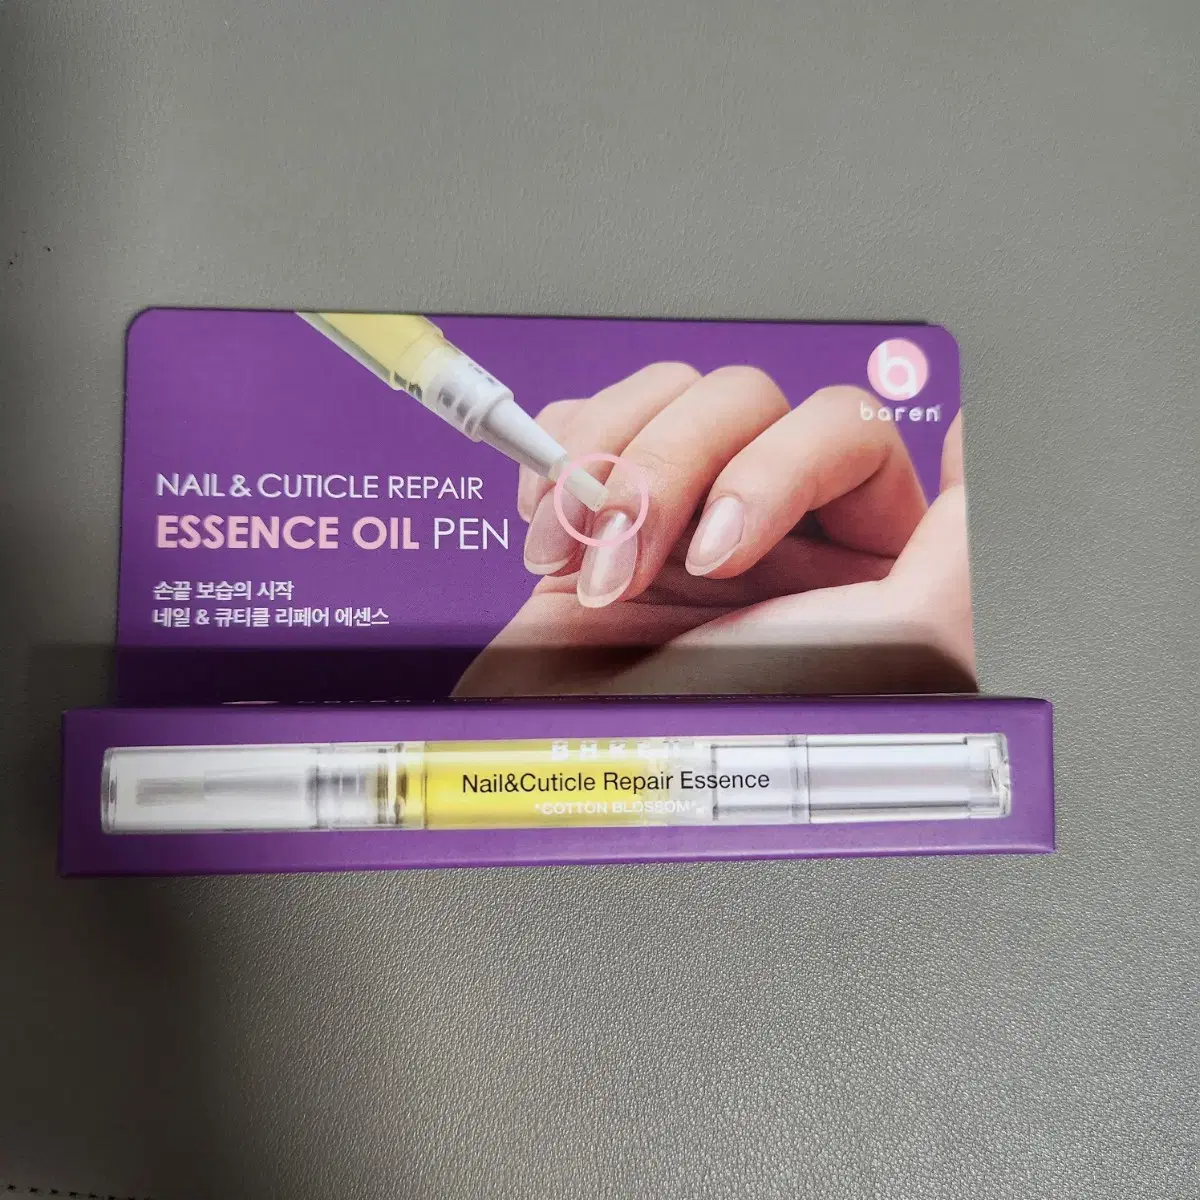 baren
NAIL & CUTICLE REPAIR
ESSENCE OIL PEN
손끝 보습의 시작
네일 & 큐티클 리페어 에센스
Nail&Cuticle Repair Essence
"COTTON BLOSSOM"